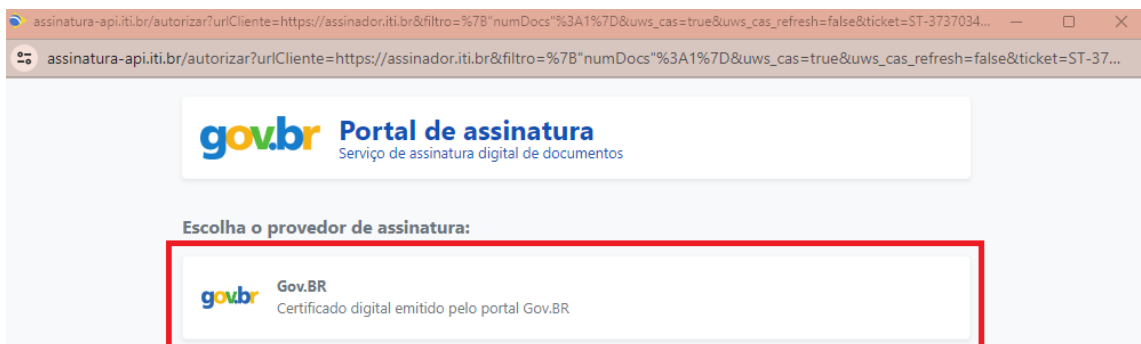 assinatura-api.iti.br/autorizar?urlCliente=https://assinador.iti.br&filtro=%7B"numDocs"%3A1%7D&uws_cas=true&uws_cas_refresh=false&ticket=ST-3737034...
assinatura-api.iti.br/autorizar?urlCliente=https://assinador.iti.br&filtro=%7B"numDocs"%3A1%7D&uws_cas=true&uws_cas_refresh=false&ticket=ST-37...
gov.br Portal de assinatura
Serviço de assinatura digital de documentos
Escolha o provedor de assinatura:
gov.br Gov.BR
Certificado digital emitido pelo portal Gov.BR